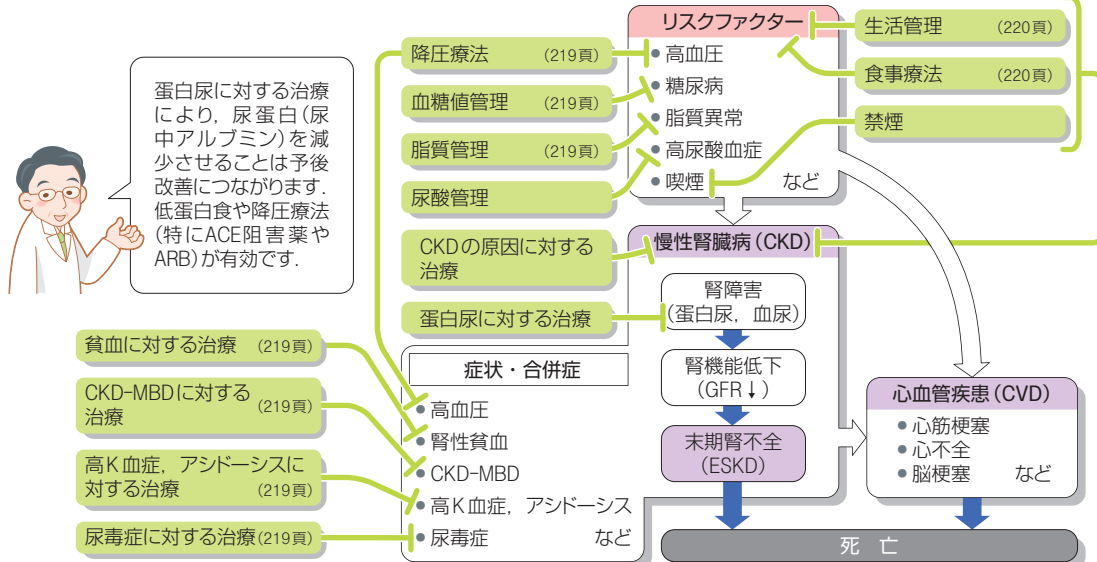 リスクファクター
高血圧
糖尿病
脂質異常
高尿酸血症
喫煙 など
生活管理 (220頁)
食事療法 (220頁)
禁煙
降圧療法 (219頁)
血糖値管理 (219頁)
脂質管理 (219頁)
尿酸管理
蛋白尿に対する治療
により,尿蛋白(尿
中アルブミン)を減
少させることは予後
改善につながります.
低蛋白食や降圧療法
(特にACE阻害薬や
ARB)が有効です.
CKDの原因に対する
治療
蛋白尿に対する治療
慢性腎臓病(CKD)
腎障害
(蛋白尿,血尿)
腎機能低下
(GFR↓)
末期腎不全
(ESKD)
貧血に対する治療 (219頁)
CKD-MBDに対する
治療 (219頁)
高K血症,アシドーシスに
対する治療 (219頁)
尿毒症に対する治療(219頁)
症状・合併症
高血圧
腎性貧血
CKD-MBD
高K血症,アシドーシス
尿毒症 など
心血管疾患(CVD)
心筋梗塞
心不全
脳梗塞 など
死亡